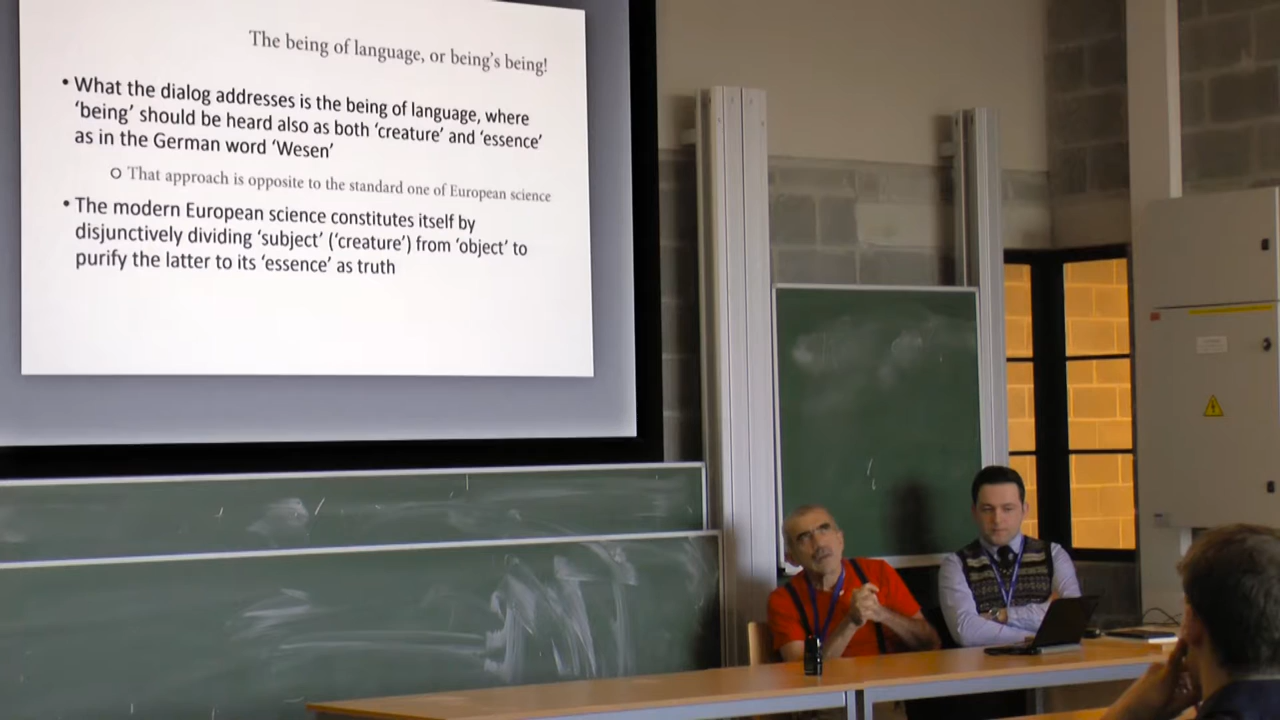 The being of language, or being's being!
• What the dialog addresses is the being of language, where
'being' should be heard also as both 'creature' and 'essence'
as in the German word 'Wesen'
o That approach is opposite to the standard one of European science
• The modern European science constitutes itself by
disjunctively dividing 'subject' ('creature') from 'object' to
purify the latter to its 'essence' as truth